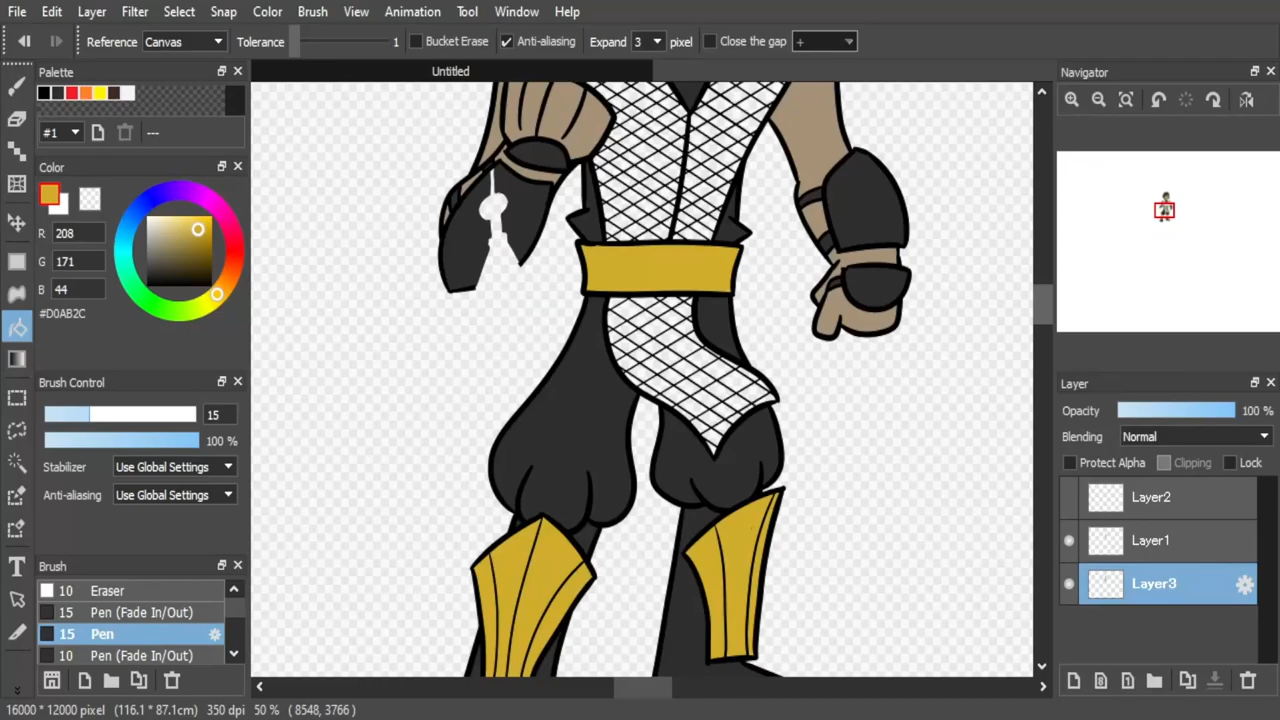 File Edit Layer Filter Select Snap Color Brush View Animation Tool Window Help
Reference Canvas Tolerance 1 Bucket Erase Anti-aliasing Expand 3 pixel Close the gap +
Palette
#1 ---
Color
R 208
G 171
B 44
#D0AB2C
Brush Control
15
100 %
Stabilizer Use Global Settings
Anti-aliasing Use Global Settings
Brush
10 Eraser
15 Pen (Fade In/Out)
15 Pen
10 Pen (Fade In/Out)
Untitled
Navigator
Layer
Opacity 100 %
Blending Normal
Protect Alpha Clipping Lock
Layer2
Layer1
Layer3
16000 * 12000 pixel (116.1 * 87.1cm) 350 dpi 50 % ( 8548, 3766 )